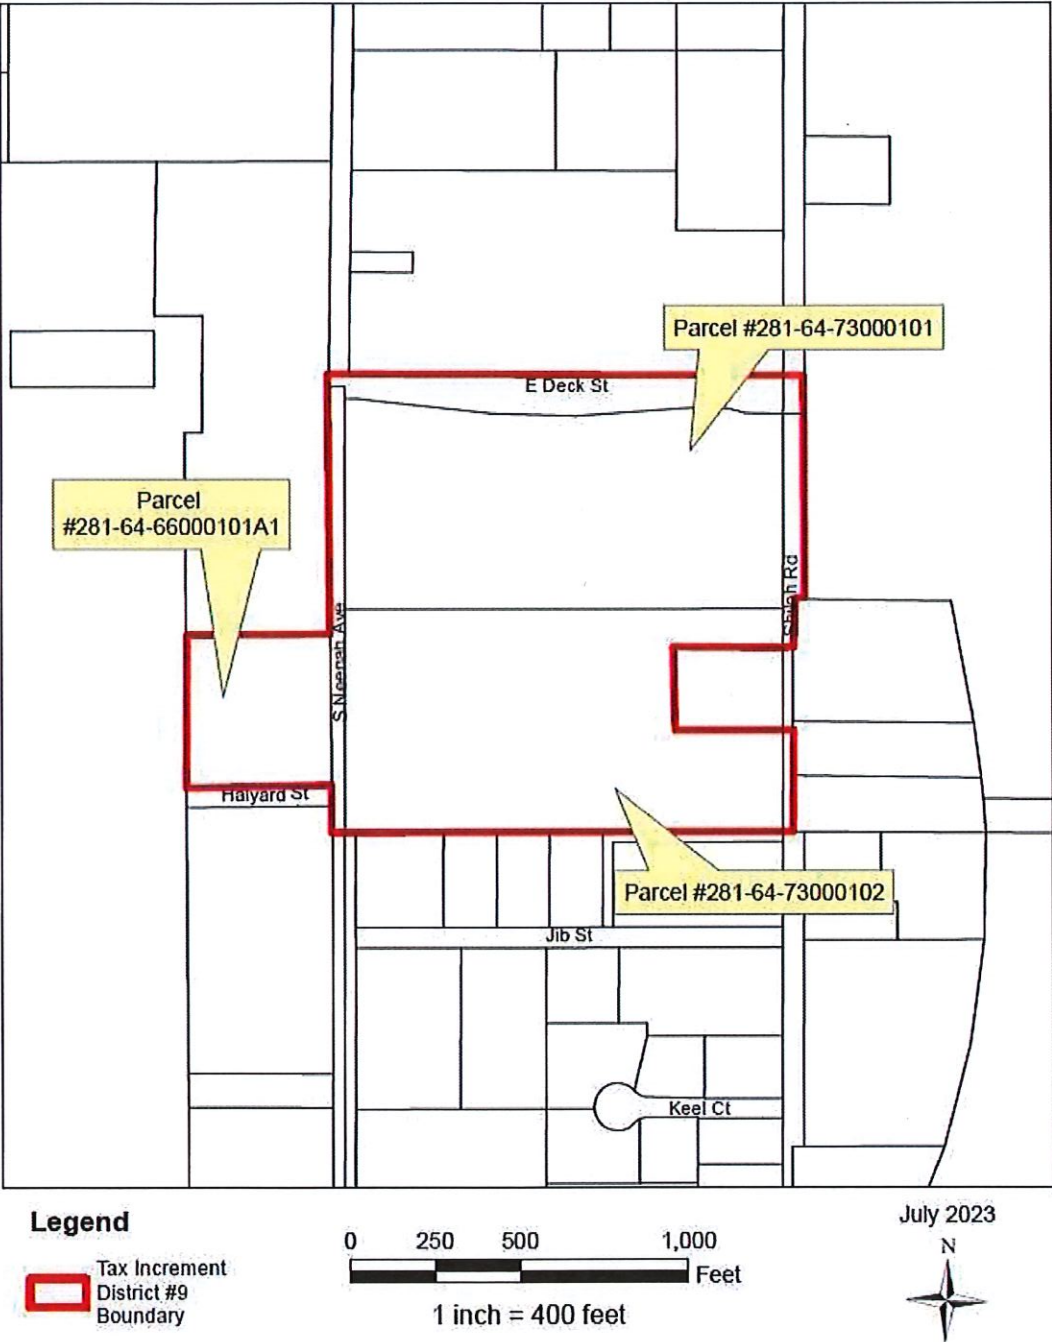 Parcel #281-64-73000101
E Deck St
Parcel
#281-64-66000101A1
Shiloh Rd
S Neenah Ave
Halyard St
Parcel #281-64-73000102
Jib St
Keel Ct
Legend
Tax Increment
District #9
Boundary
0 250 500 1,000
Feet
1 inch = 400 feet
July 2023
N